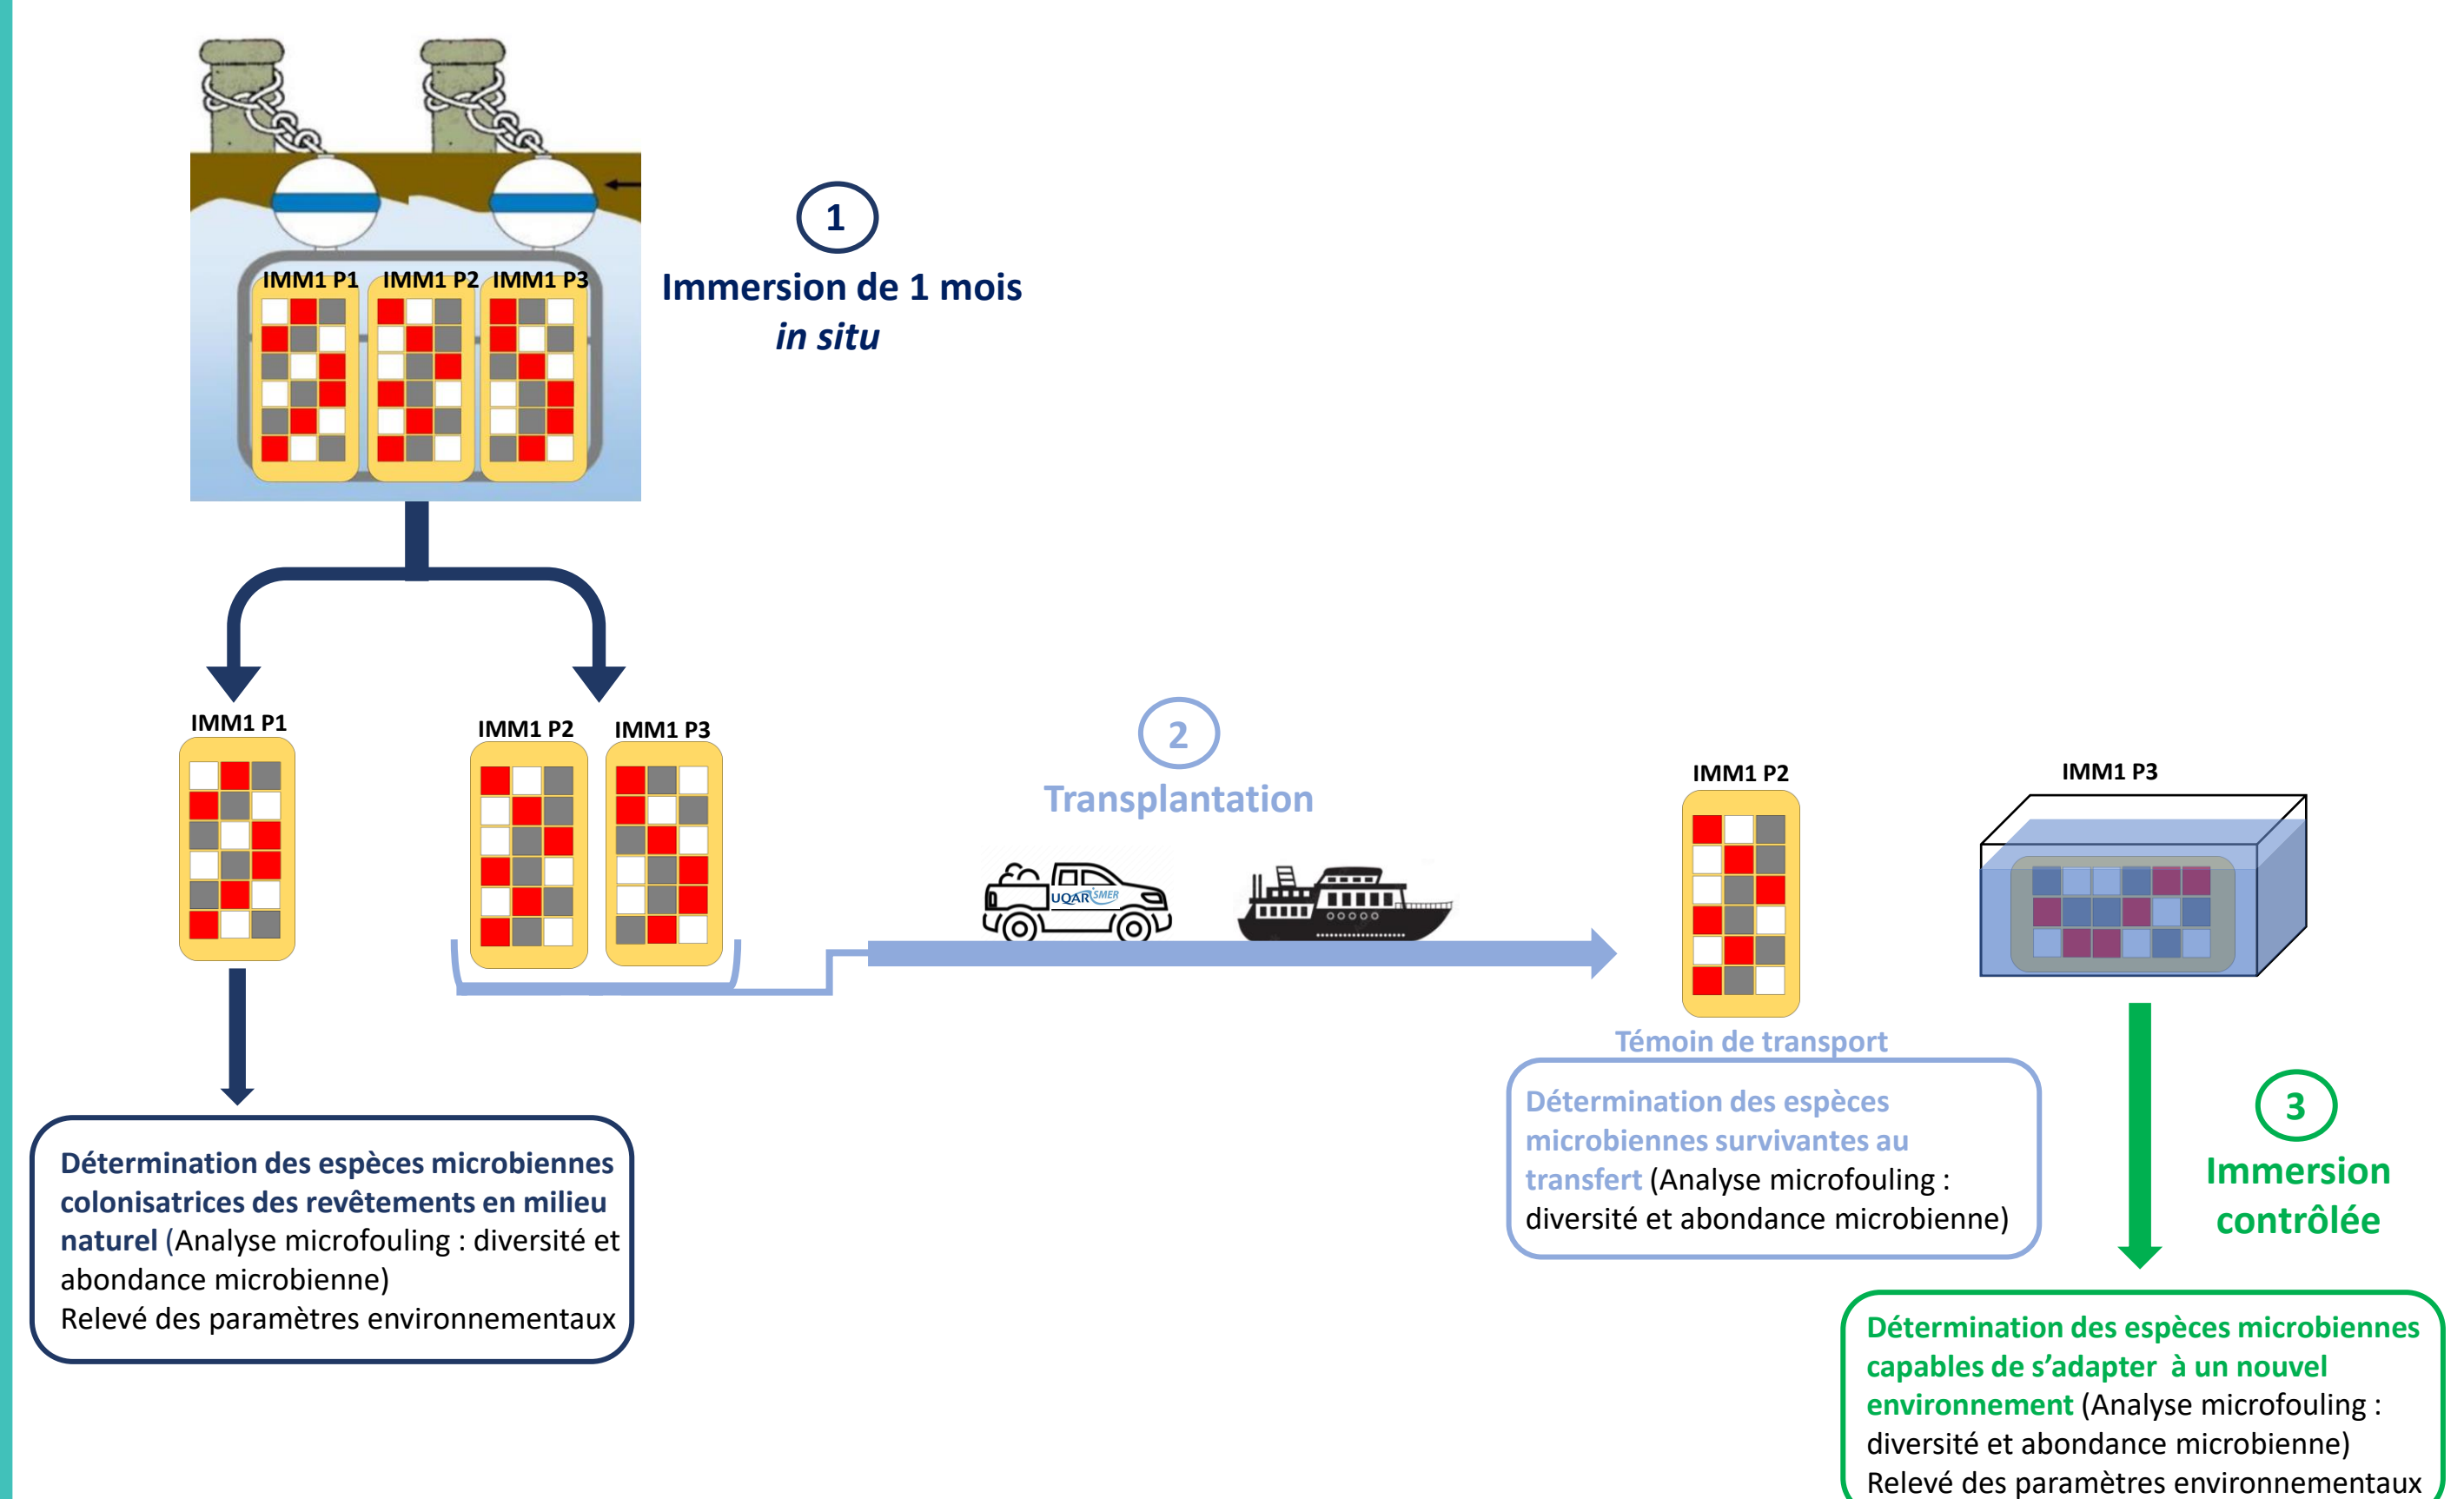 1
Immersion de 1 mois
in situ
IMM1 P1
IMM1 P2
IMM1 P3
IMM1 P1
IMM1 P2
IMM1 P3
2
Transplantation
UQAR ISMER
IMM1 P2
IMM1 P3
Témoin de transport
Détermination des espèces
microbiennes survivantes au
transfert (Analyse microfouling :
diversité et abondance microbienne)
3
Immersion
contrôlée
Détermination des espèces microbiennes
colonisatrices des revêtements en milieu
naturel (Analyse microfouling : diversité et
abondance microbienne)
Relevé des paramètres environnementaux
Détermination des espèces microbiennes
capables de s’adapter  à un nouvel
environnement (Analyse microfouling :
diversité et abondance microbienne)
Relevé des paramètres environnementaux